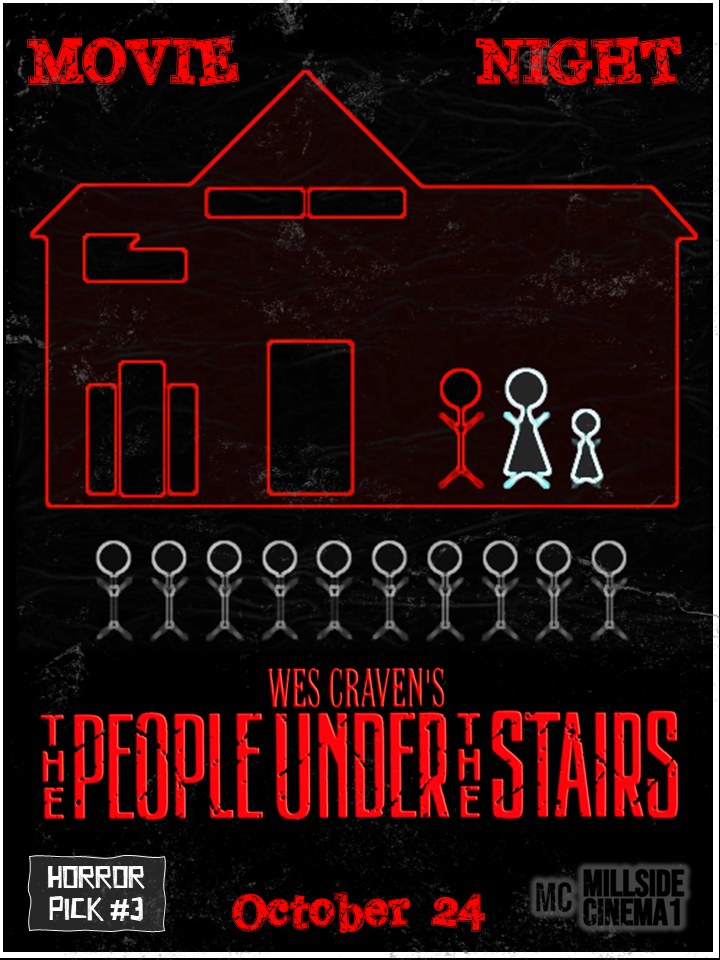 MOVIE NIGHT
WES CRAVEN'S
THE PEOPLE UNDER THE STAIRS
HORROR
PICK #3
October 24
MC MILLSIDE
CINEMA1